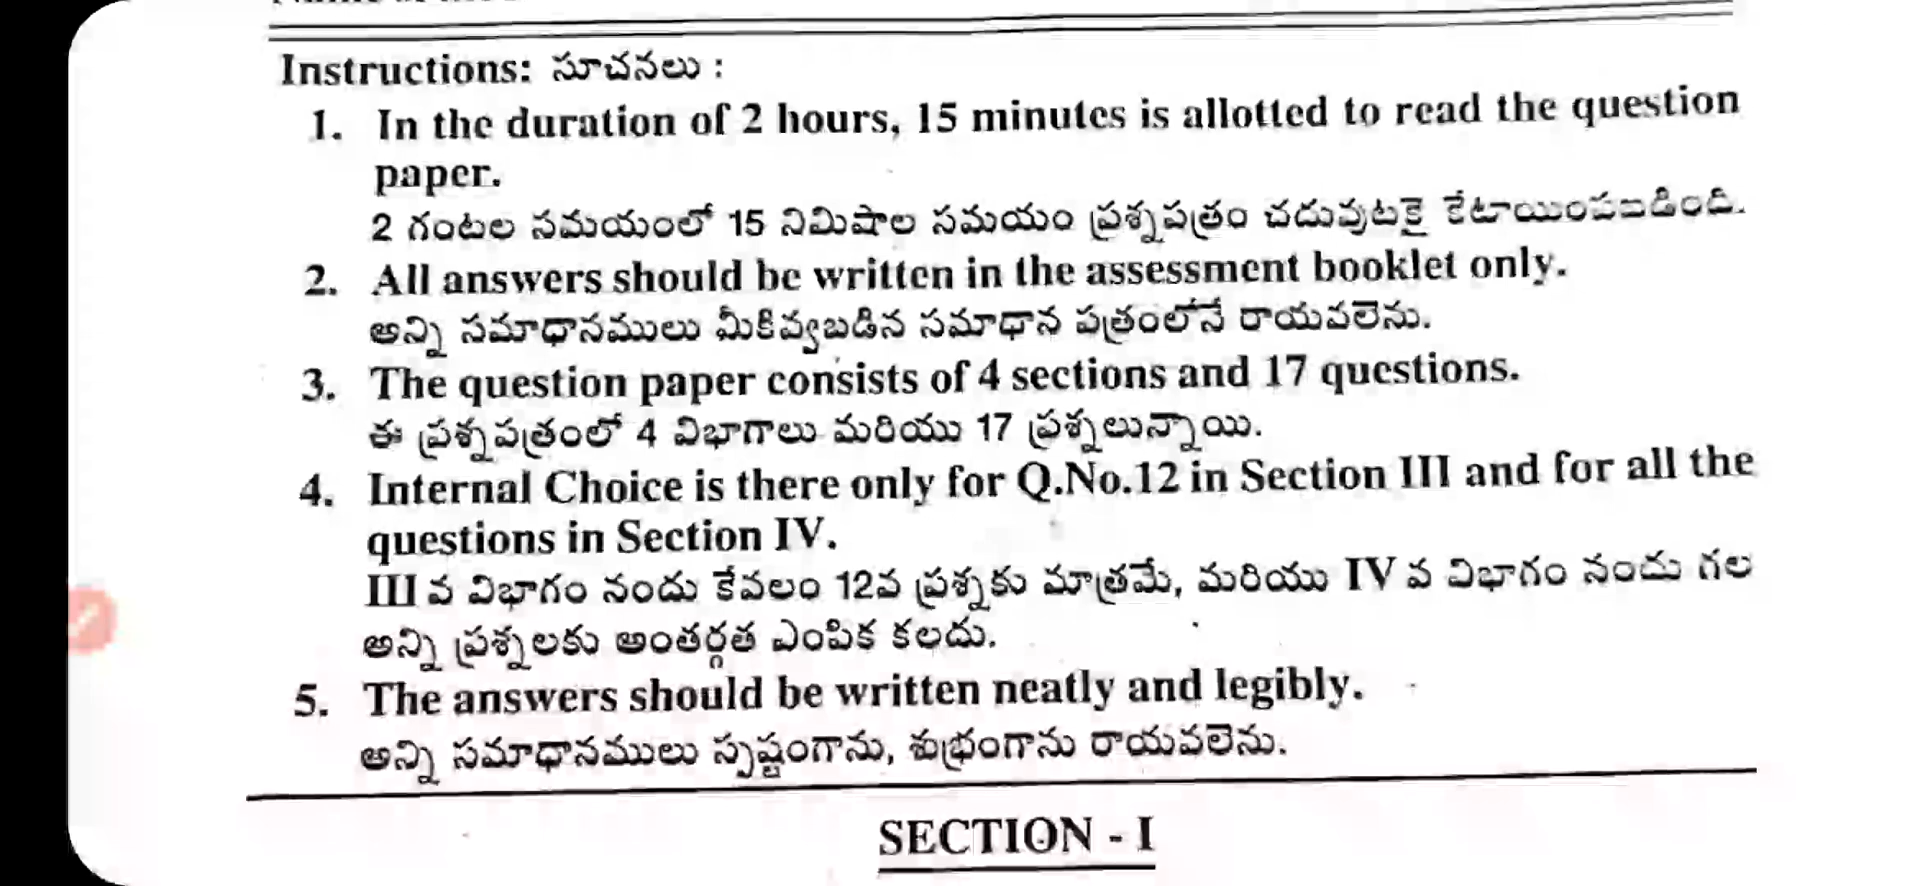 Instructions: సూచనలు :
1. In the duration of 2 hours, 15 minutes is allotted to read the question
paper.
2 గంటల సమయంలో 15 నిమిషాల సమయం ప్రశ్నపత్రం చదువుటకై కేటాయింపబడింది.
2. All answers should be written in the assessment booklet only.
అన్ని సమాధానములు మీకివ్వబడిన సమాధాన పత్రంలోనే రాయవలెను.
3. The question paper consists of 4 sections and 17 questions.
ఈ ప్రశ్నపత్రంలో 4 విభాగాలు మరియు 17 ప్రశ్నలున్నాయి.
4. Internal Choice is there only for Q.No.12 in Section III and for all the
questions in Section IV.
III వ విభాగం నందు కేవలం 12వ ప్రశ్నకు మాత్రమే, మరియు IV వ విభాగం నందు గల
అన్ని ప్రశ్నలకు అంతర్గత ఎంపిక కలదు.
5. The answers should be written neatly and legibly.
అన్ని సమాధానములు స్పష్టంగాను, శుభ్రంగాను రాయవలెను.
SECTION - I